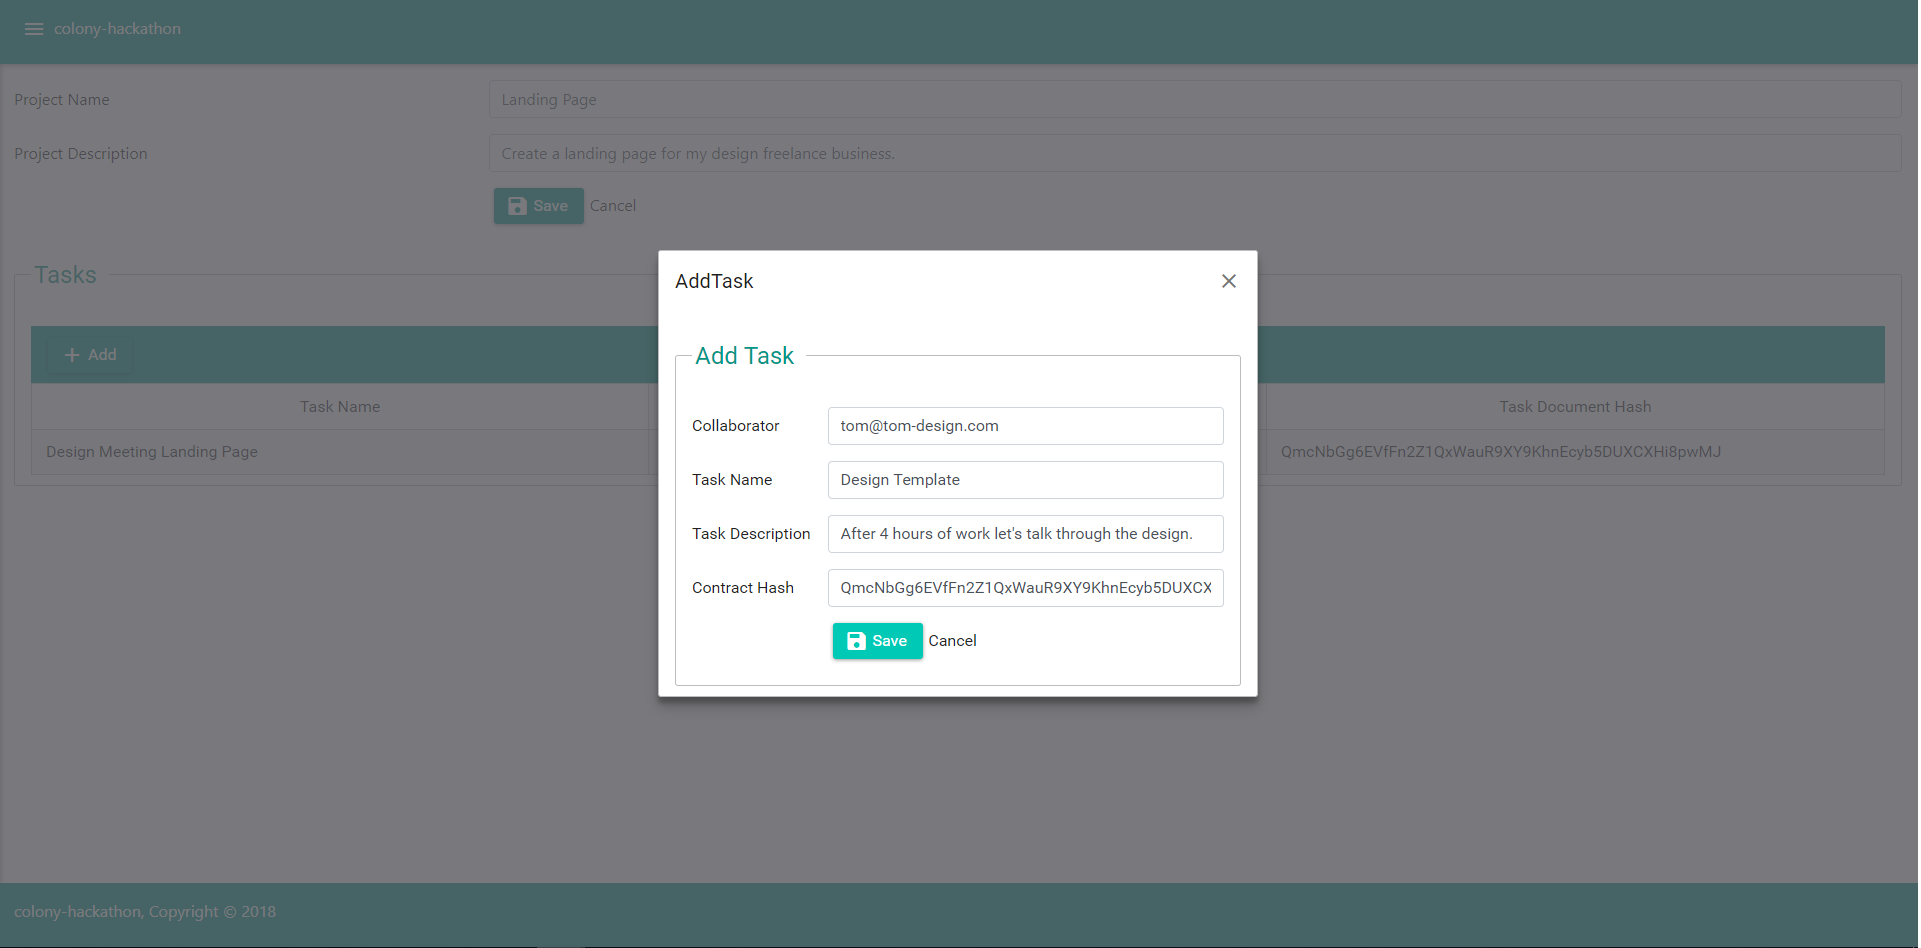 colony-hackathon
Project Name
Landing Page
Project Description
Create a landing page for my design freelance business.
Save
Cancel
Tasks
Add
Task Name
Task Document Hash
Design Meeting Landing Page
QmcNbGg6EVfFn2Z1QxWauR9XY9KhnEcyb5DUXCXHi8pwMJ
AddTask
Add Task
Collaborator
tom@tom-design.com
Task Name
Design Template
Task Description
After 4 hours of work let's talk through the design.
Contract Hash
QmcNbGg6EVfFn2Z1QxWauR9XY9KhnEcyb5DUXCX
Save
Cancel
colony-hackathon, Copyright © 2018